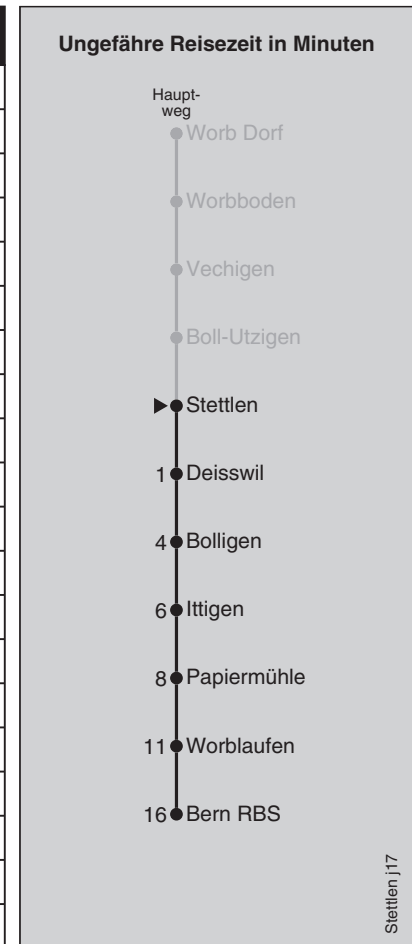 Ungefähre Reisezeit in Minuten
Haupt-
weg
Worb Dorf
Worbboden
Vechigen
Boll-Utzigen
Stettlen
1 Deisswil
4 Bolligen
6 Ittigen
8 Papiermühle
11 Worblaufen
16 Bern RBS
Stettlen j17